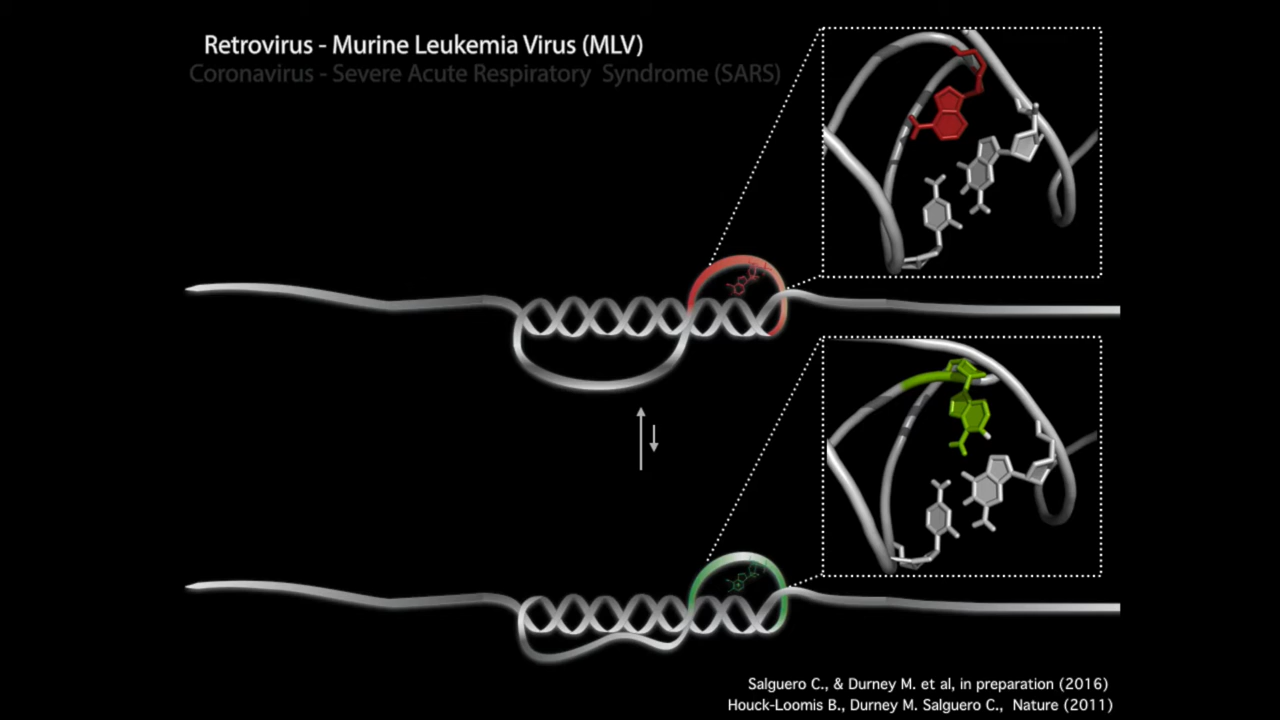 Retrovirus - Murine Leukemia Virus (MLV)
Coronavirus - Severe Acute Respiratory Syndrome (SARS)
Salguero C., & Durney M. et al, in preparation (2016)
Houck-Loomis B., Durney M. Salguero C., Nature (2011)